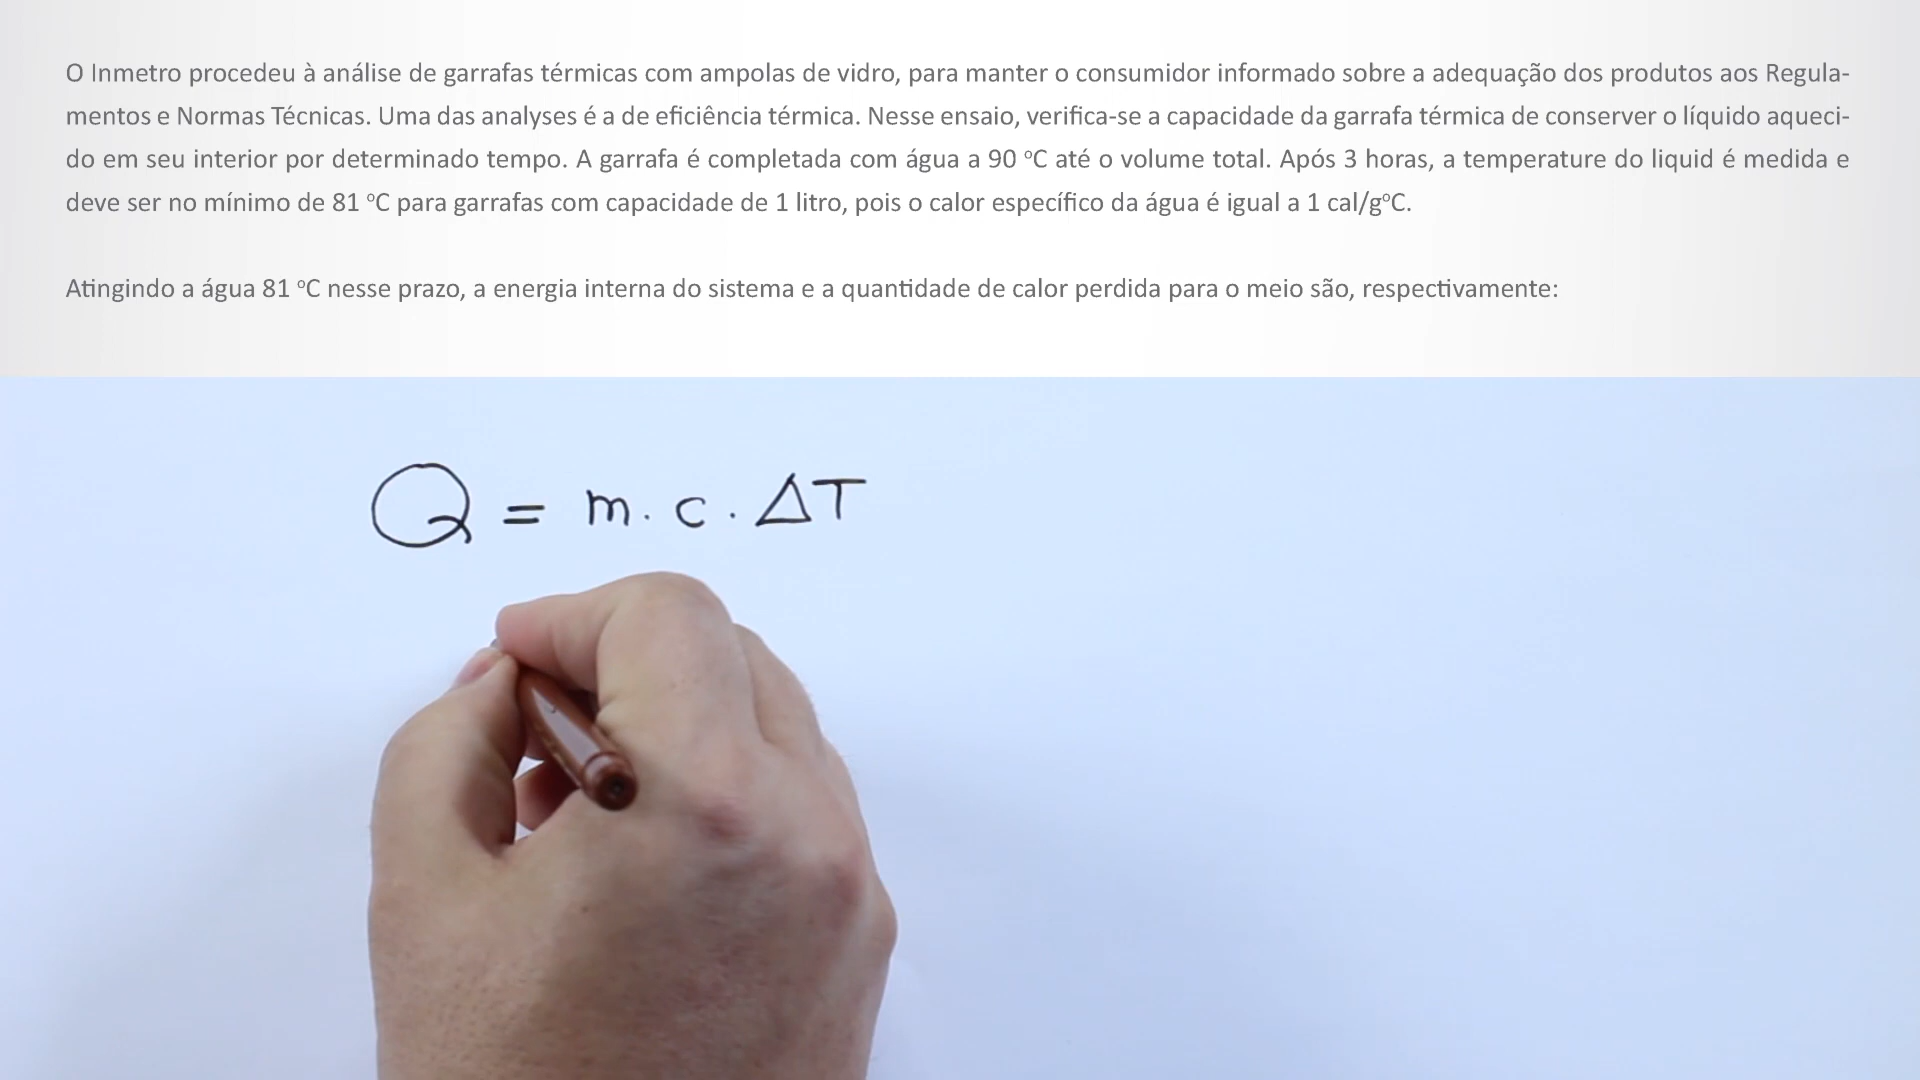 O Inmetro procedeu à análise de garrafas térmicas com ampolas de vidro, para manter o consumidor informado sobre a adequação dos produtos aos Regula-
mentos e Normas Técnicas. Uma das analyses é a de eficiência térmica. Nesse ensaio, verifica-se a capacidade da garrafa térmica de conserver o líquido aqueci-
do em seu interior por determinado tempo. A garrafa é completada com água a 90 ºC até o volume total. Após 3 horas, a temperature do liquid é medida e
deve ser no mínimo de 81 ºC para garrafas com capacidade de 1 litro, pois o calor específico da água é igual a 1 cal/gºC.
Atingindo a água 81 ºC nesse prazo, a energia interna do sistema e a quantidade de calor perdida para o meio são, respectivamente:
Q = m . c . ΔT